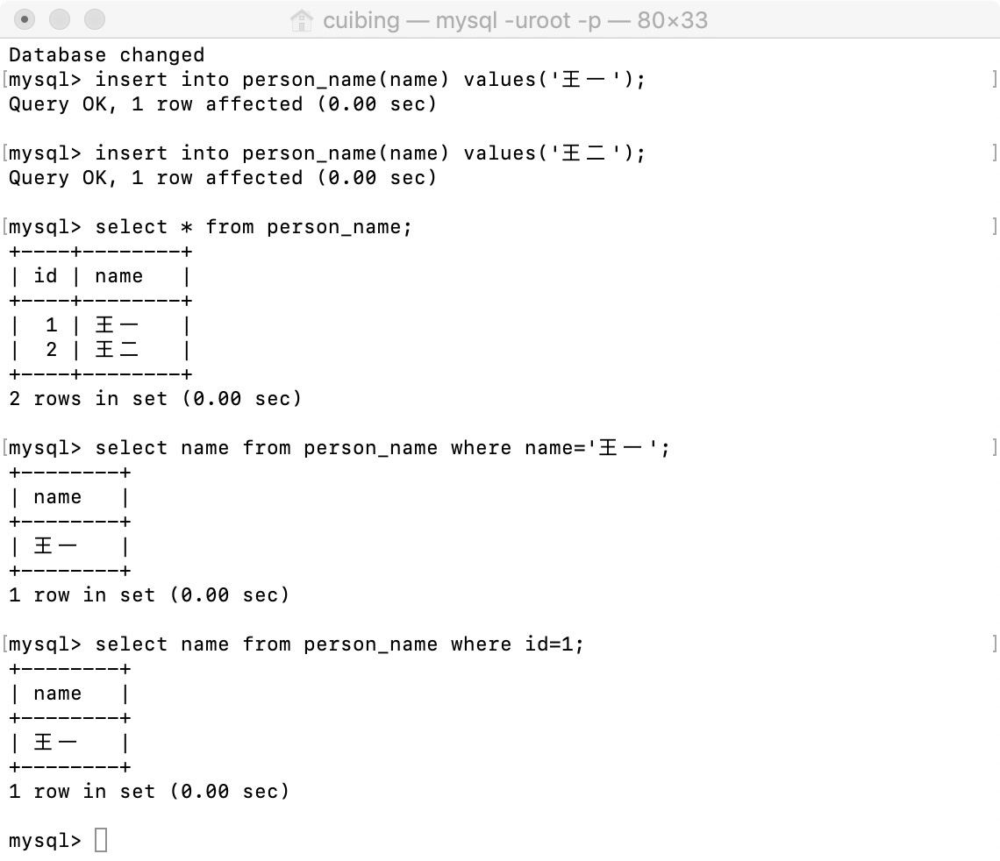 cuibing — mysql -uroot -p — 80×33
Database changed
[mysql> insert into person_name(name) values('王一'); ]
Query OK, 1 row affected (0.00 sec)
[mysql> insert into person_name(name) values('王二'); ]
Query OK, 1 row affected (0.00 sec)
[mysql> select * from person_name; ]
+----+--------+
| id | name   |
+----+--------+
|  1 | 王一   |
|  2 | 王二   |
+----+--------+
2 rows in set (0.00 sec)
[mysql> select name from person_name where name='王一'; ]
+--------+
| name   |
+--------+
| 王一   |
+--------+
1 row in set (0.00 sec)
[mysql> select name from person_name where id=1; ]
+--------+
| name   |
+--------+
| 王一   |
+--------+
1 row in set (0.00 sec)
mysql>